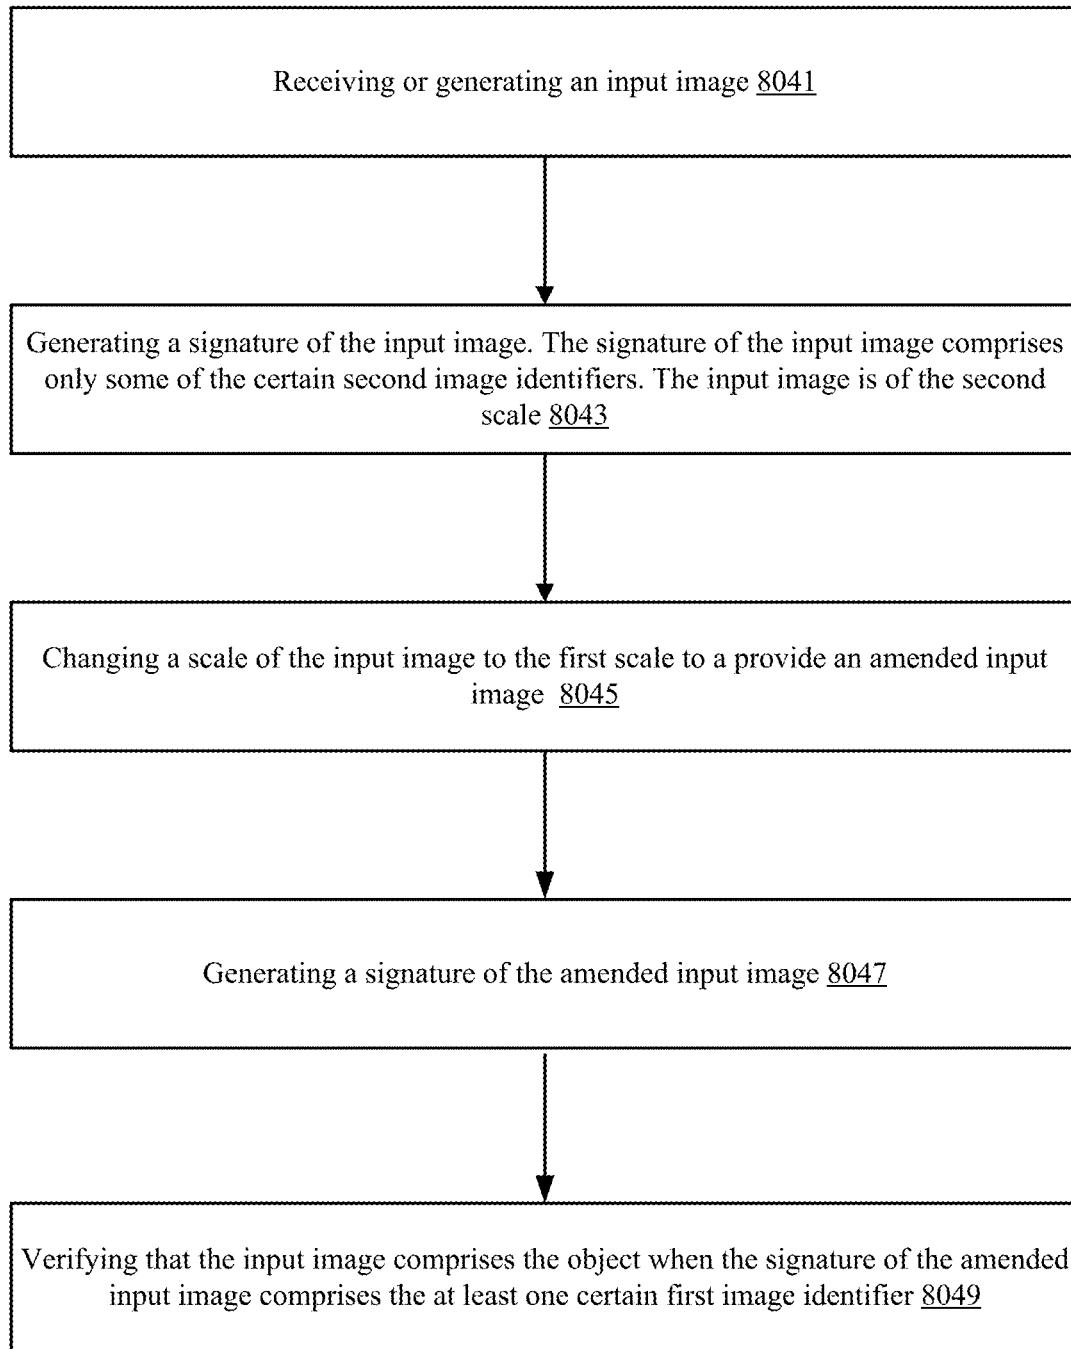 Receiving or generating an input image 8041
Generating a signature of the input image. The signature of the input image comprises
only some of the certain second image identifiers. The input image is of the second
scale 8043
Changing a scale of the input image to the first scale to a provide an amended input
image 8045
Generating a signature of the amended input image 8047
Verifying that the input image comprises the object when the signature of the amended
input image comprises the at least one certain first image identifier 8049